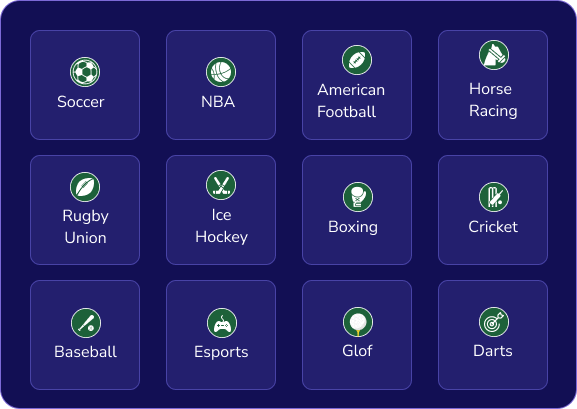 Soccer
NBA
American
Football
Horse
Racing
Rugby
Union
Ice
Hockey
Boxing
Cricket
Baseball
Esports
Glof
Darts